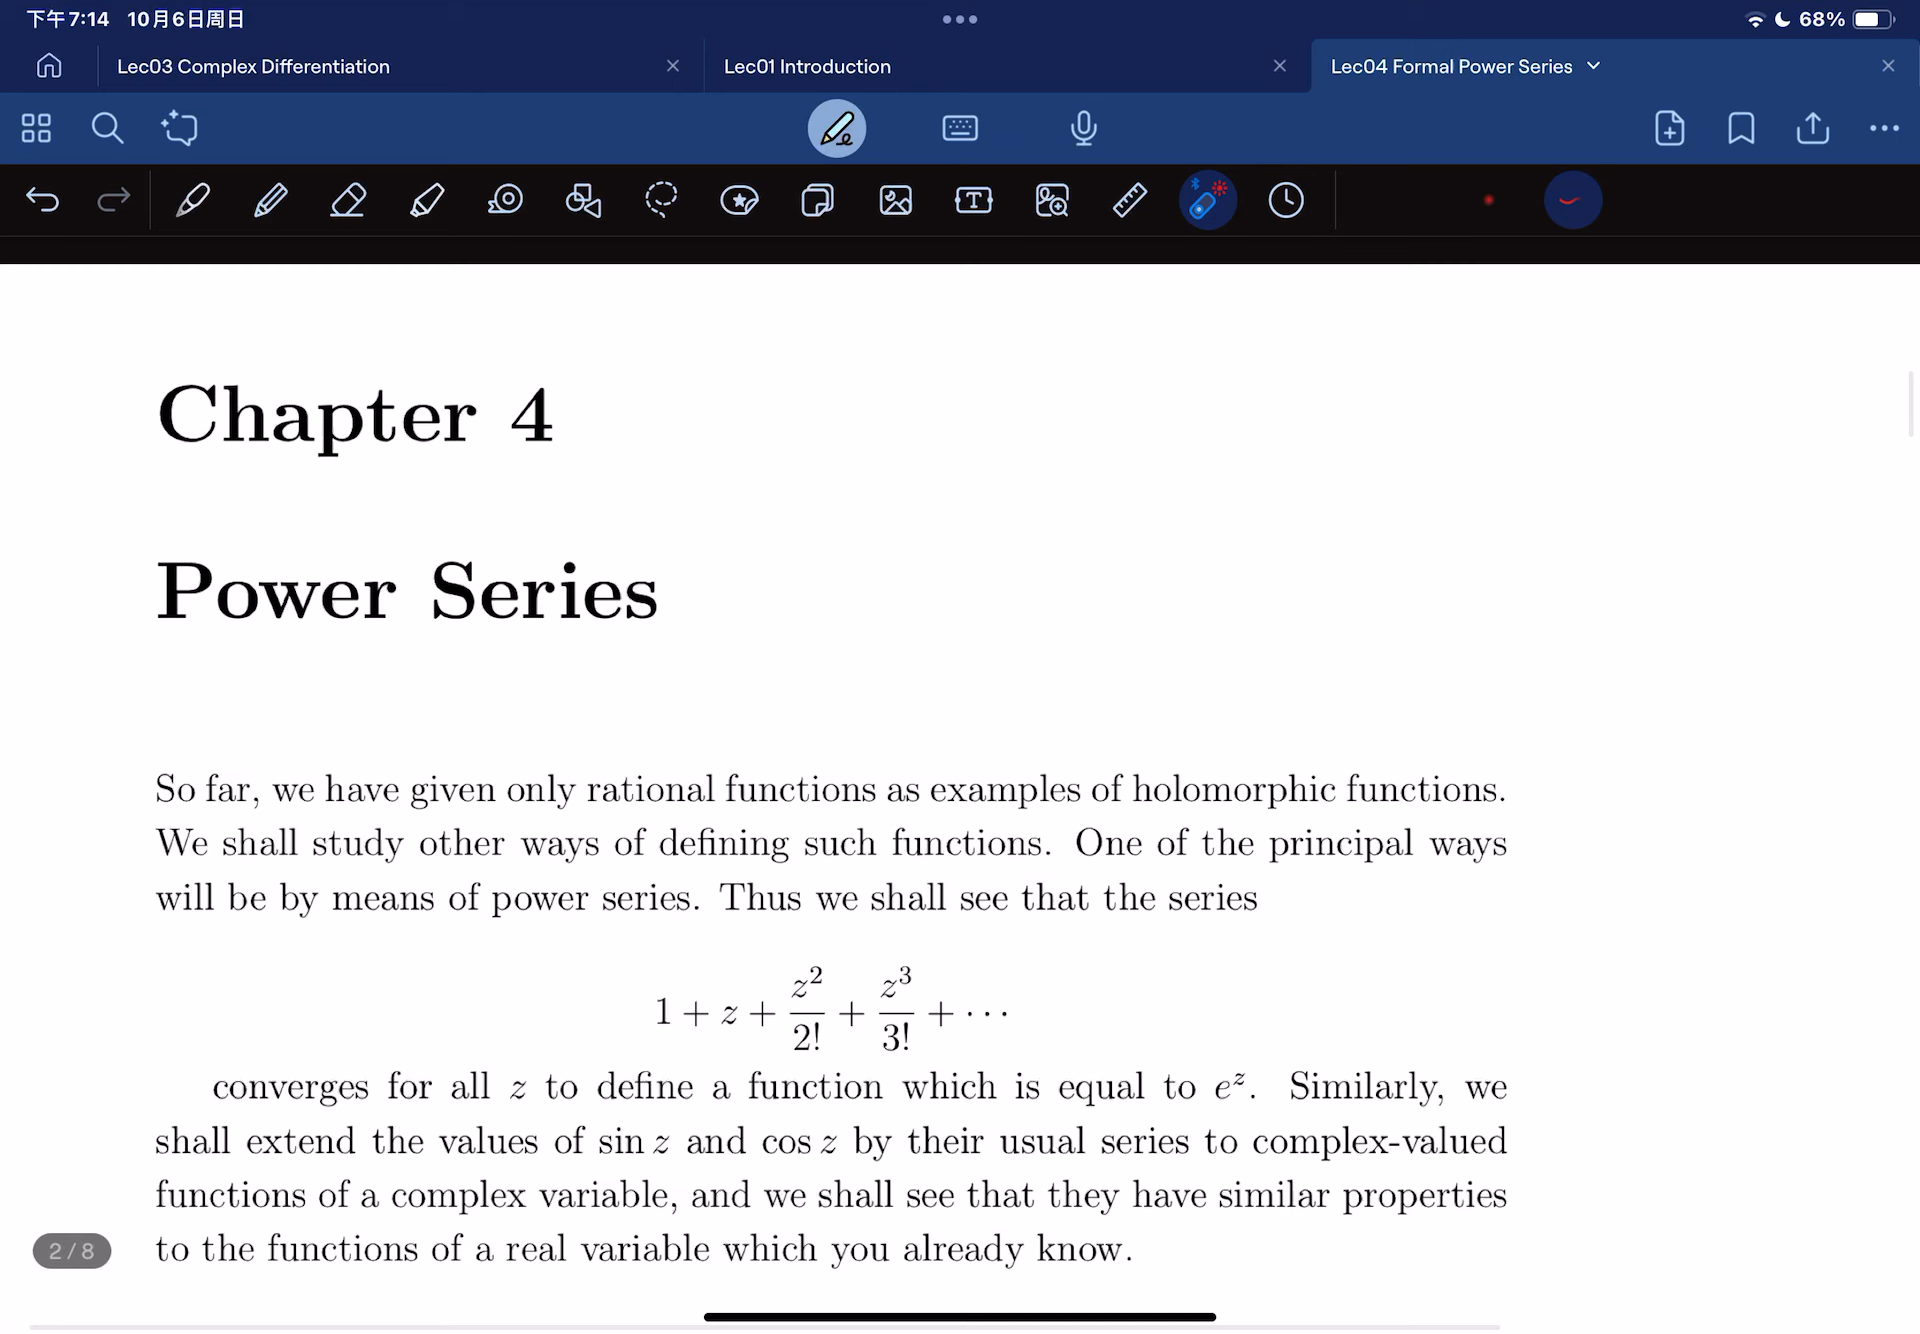 下午7:14 10月6日周日
68%
Lec03 Complex Differentiation
Lec01 Introduction
Lec04 Formal Power Series
Chapter 4
Power Series
So far, we have given only rational functions as examples of holomorphic functions.
We shall study other ways of defining such functions. One of the principal ways
will be by means of power series. Thus we shall see that the series
1 + z + z²/2! + z³/3! + ···
converges for all z to define a function which is equal to eᶻ. Similarly, we
shall extend the values of sin z and cos z by their usual series to complex-valued
functions of a complex variable, and we shall see that they have similar properties
to the functions of a real variable which you already know.
2 / 8